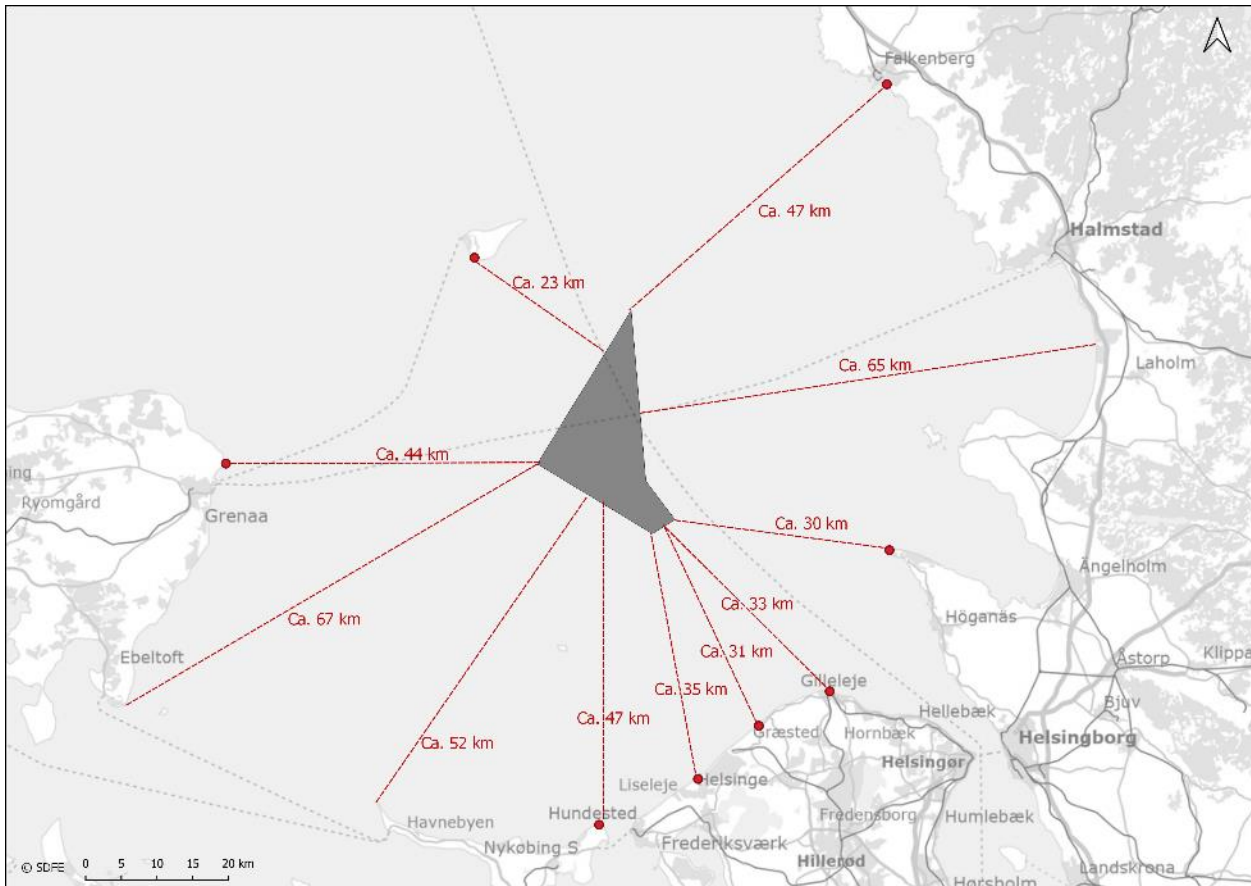 Falkenberg
Ca. 47 km
Halmstad
Ca. 23 km
Ca. 65 km
Laholm
Ca. 44 km
ing
Ryomgård
Grenaa
Ca. 30 km
Ängelholm
Ca. 33 km
Ca. 67 km
Höganäs
Ca. 31 km
Ebeltoft
Åstorp
Klippa
Gilleleje
Ca. 35 km
Bjuv
Hellebæk
Ca. 47 km
Græsted
Hornbæk
Helsingborg
Ca. 52 km
Helsingør
Liseleje
Helsinge
Havnebyen
Hundested
Fredensborg
Humlebæk
Nykøbing S
Frederiksværk
Hillerød
Landskrona
Hørsholm
© SDFE
0 5 10 15 20 km